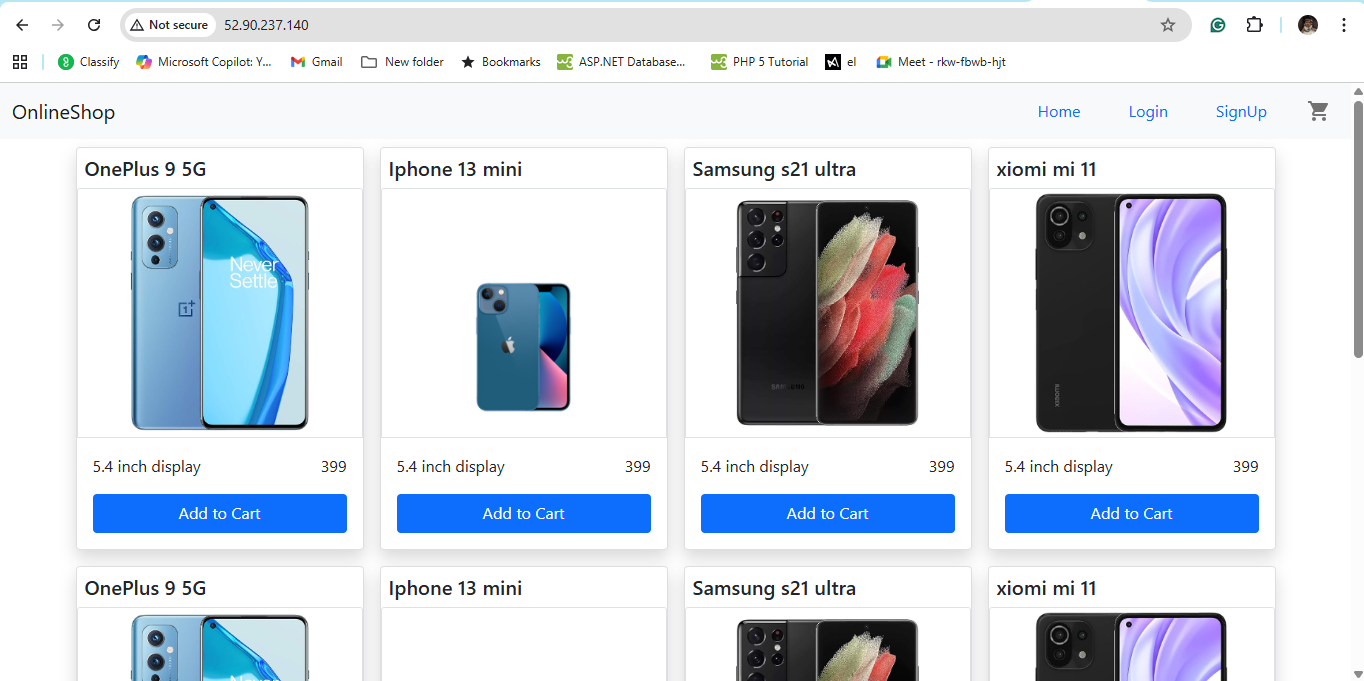 Not secure 52.90.237.140
Classify Microsoft Copilot: Y... Gmail New folder Bookmarks ASP.NET Database... PHP 5 Tutorial el Meet - rkw-fbwb-hjt
OnlineShop Home Login SignUp
OnePlus 9 5G Iphone 13 mini Samsung s21 ultra xiomi mi 11
Never
Settle
SAMSUNG
XIAOMI
5.4 inch display 399 5.4 inch display 399 5.4 inch display 399 5.4 inch display 399
Add to Cart Add to Cart Add to Cart Add to Cart
OnePlus 9 5G Iphone 13 mini Samsung s21 ultra xiomi mi 11